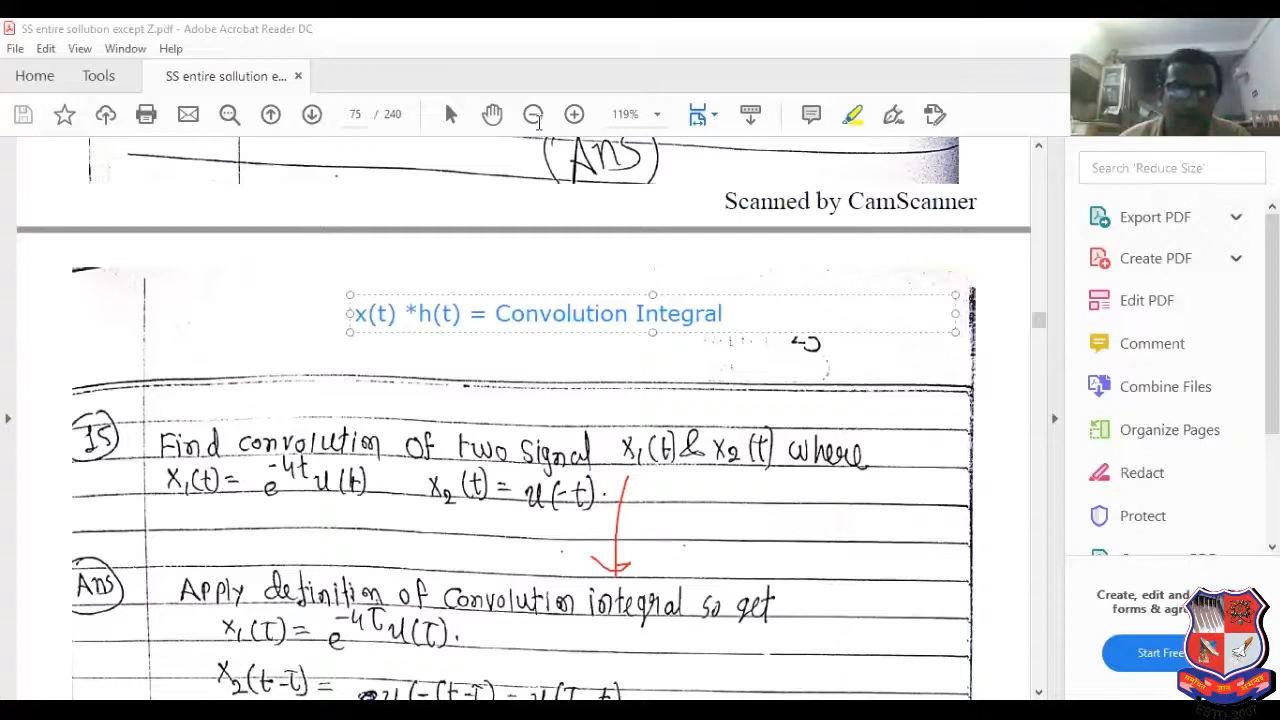 SS entire sollution except Z.pdf - Adobe Acrobat Reader DC
File Edit View Window Help
Home Tools SS entire sollution e... ×
75 / 240 119%
(Ans)
Scanned by CamScanner
x(t) *h(t) = Convolution Integral
15 Find convolution of two signal x₁(t) & x₂(t) where
x₁(t) = e^-4t u(t) x₂(t) = u(-t).
Ans Apply definition of convolution integral so get
x₁(τ) = e^-4τ u(τ).
x₂(t-τ) = u(-(t-τ) = u(τ-t)
Search 'Reduce Size'
Export PDF
Create PDF
Edit PDF
Comment
Combine Files
Organize Pages
Redact
Protect
Create, edit and
forms & agr
Start Free
ESTD-2007